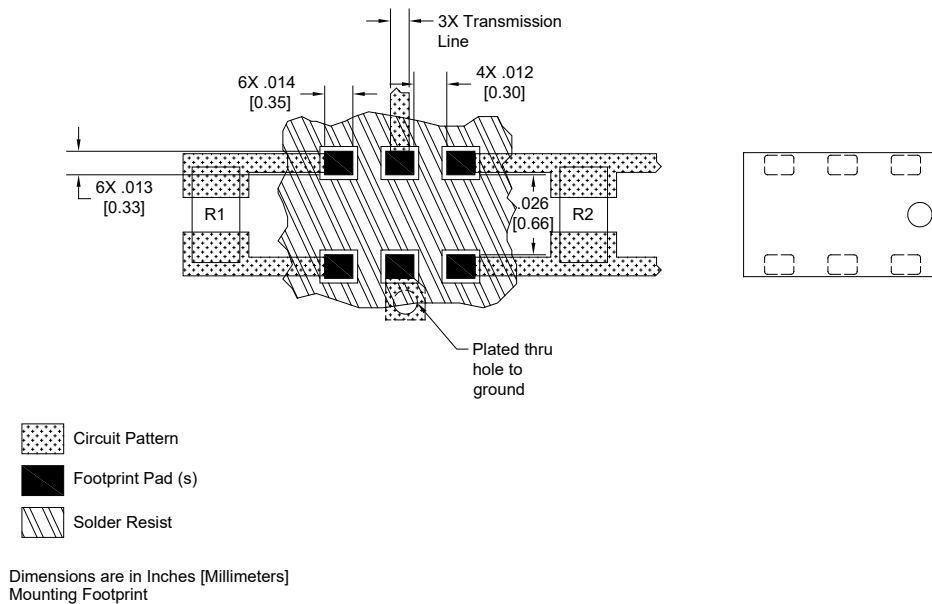 3X Transmission
Line
6X .014
[0.35]
4X .012
[0.30]
6X .013
[0.33]
R1
.026
[0.66]
R2
Plated thru
hole to
ground
Circuit Pattern
Footprint Pad (s)
Solder Resist
Dimensions are in Inches [Millimeters]
Mounting Footprint